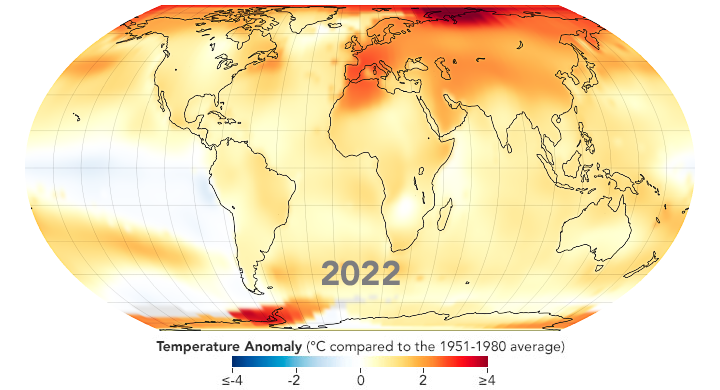 2022
Temperature Anomaly (°C compared to the 1951-1980 average)
≤-4 -2 0 2 ≥4